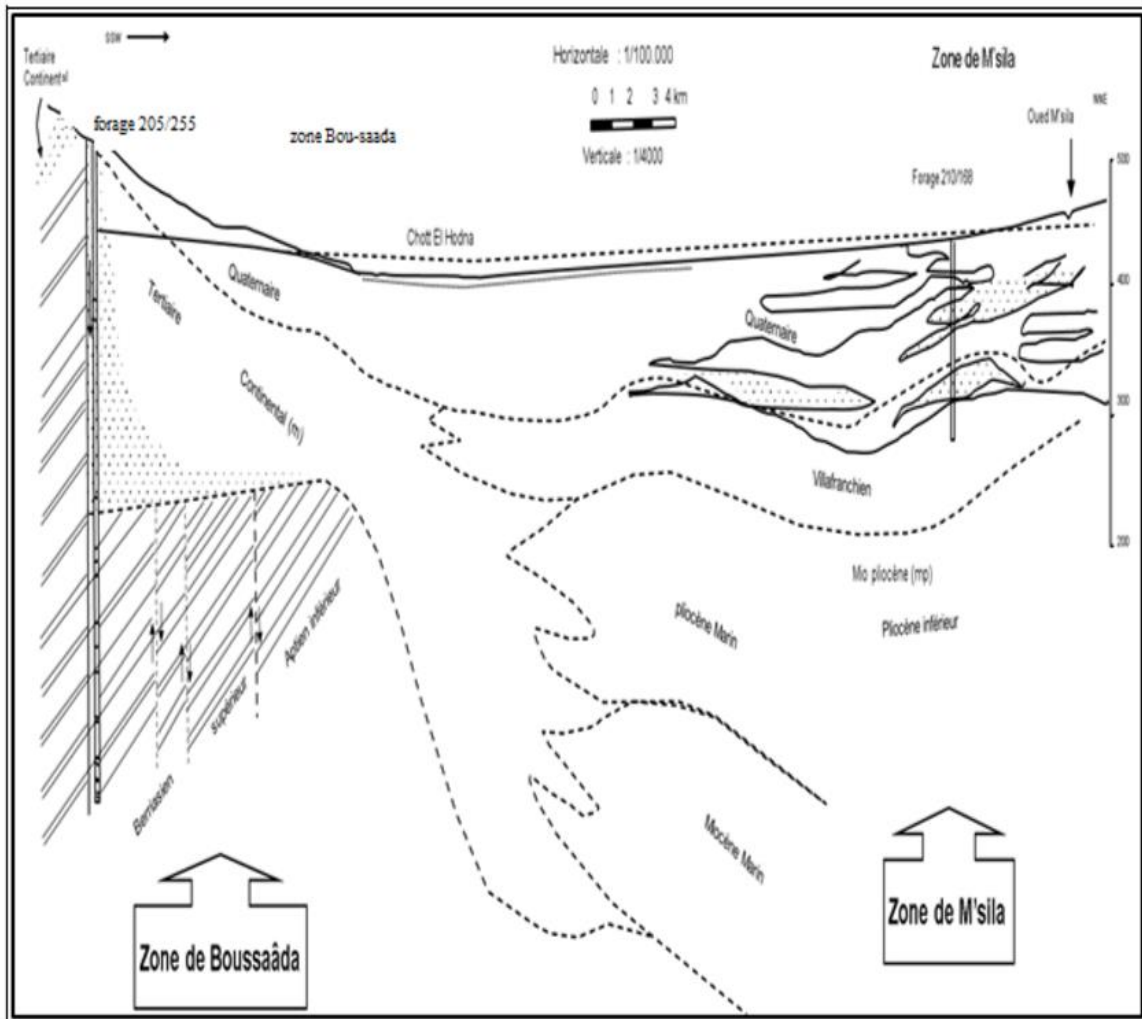 SSW
Tertiaire
Continental
forage 205/255
zone Bou-saada
Horizontale : 1/100.000
0 1 2 3 4 km
Verticale : 1/4000
Zone de M'sila
NNE
Oued M'sila
500
Forage 210/168
Chott El Hodna
Quaternaire
Tertiaire
Continental (m)
400
Quaternaire
300
Villafranchien
200
Mo pliocène (mp)
Pliocène inférieur
pliocène Marin
Aptien inférieur
supérieur
Berriasien
Miocène Marin
Zone de Boussaâda
Zone de M'sila